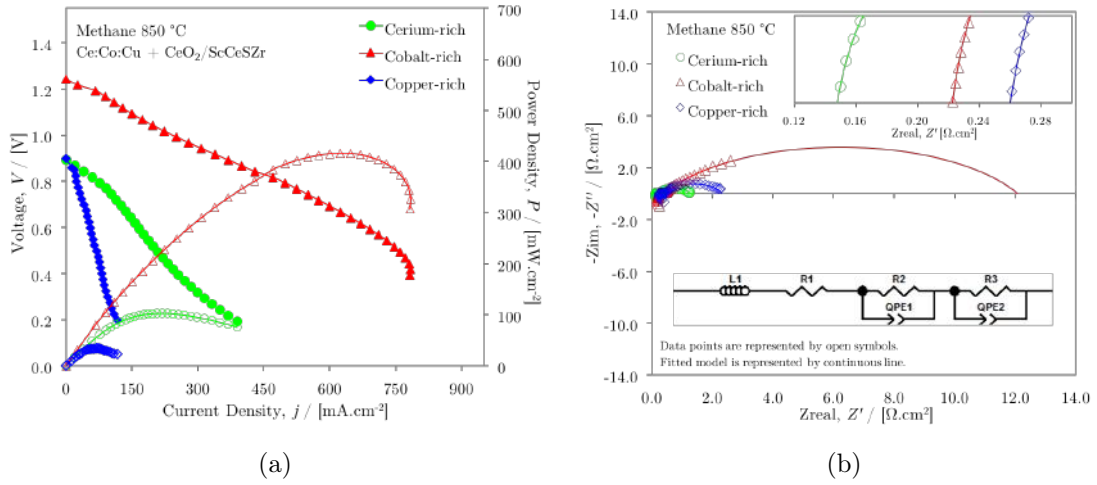 Methane 850 °C
Ce:Co:Cu + CeO₂/ScCeSZr
Cerium-rich
Cobalt-rich
Copper-rich
1.4
1.2
1.0
0.8
0.6
0.4
0.2
0.0
Voltage, V / [V]
700
600
500
400
300
200
100
0
Power Density, P / [mW.cm⁻²]
0 150 300 450 600 750 900
Current Density, j / [mA.cm⁻²]
(a)
Methane 850 °C
Cerium-rich
Cobalt-rich
Copper-rich
14.0
10.0
6.0
2.0
-2.0
-6.0
-10.0
-14.0
-Zim, -Z'' / [Ω.cm²]
0.12 0.16 0.20 0.24 0.28
Zreal, Z' / [Ω.cm²]
L1 R1 R2 R3
QPE1 QPE2
Data points are represented by open symbols.
Fitted model is represented by continuous line.
0.0 2.0 4.0 6.0 8.0 10.0 12.0 14.0
Zreal, Z' / [Ω.cm²]
(b)